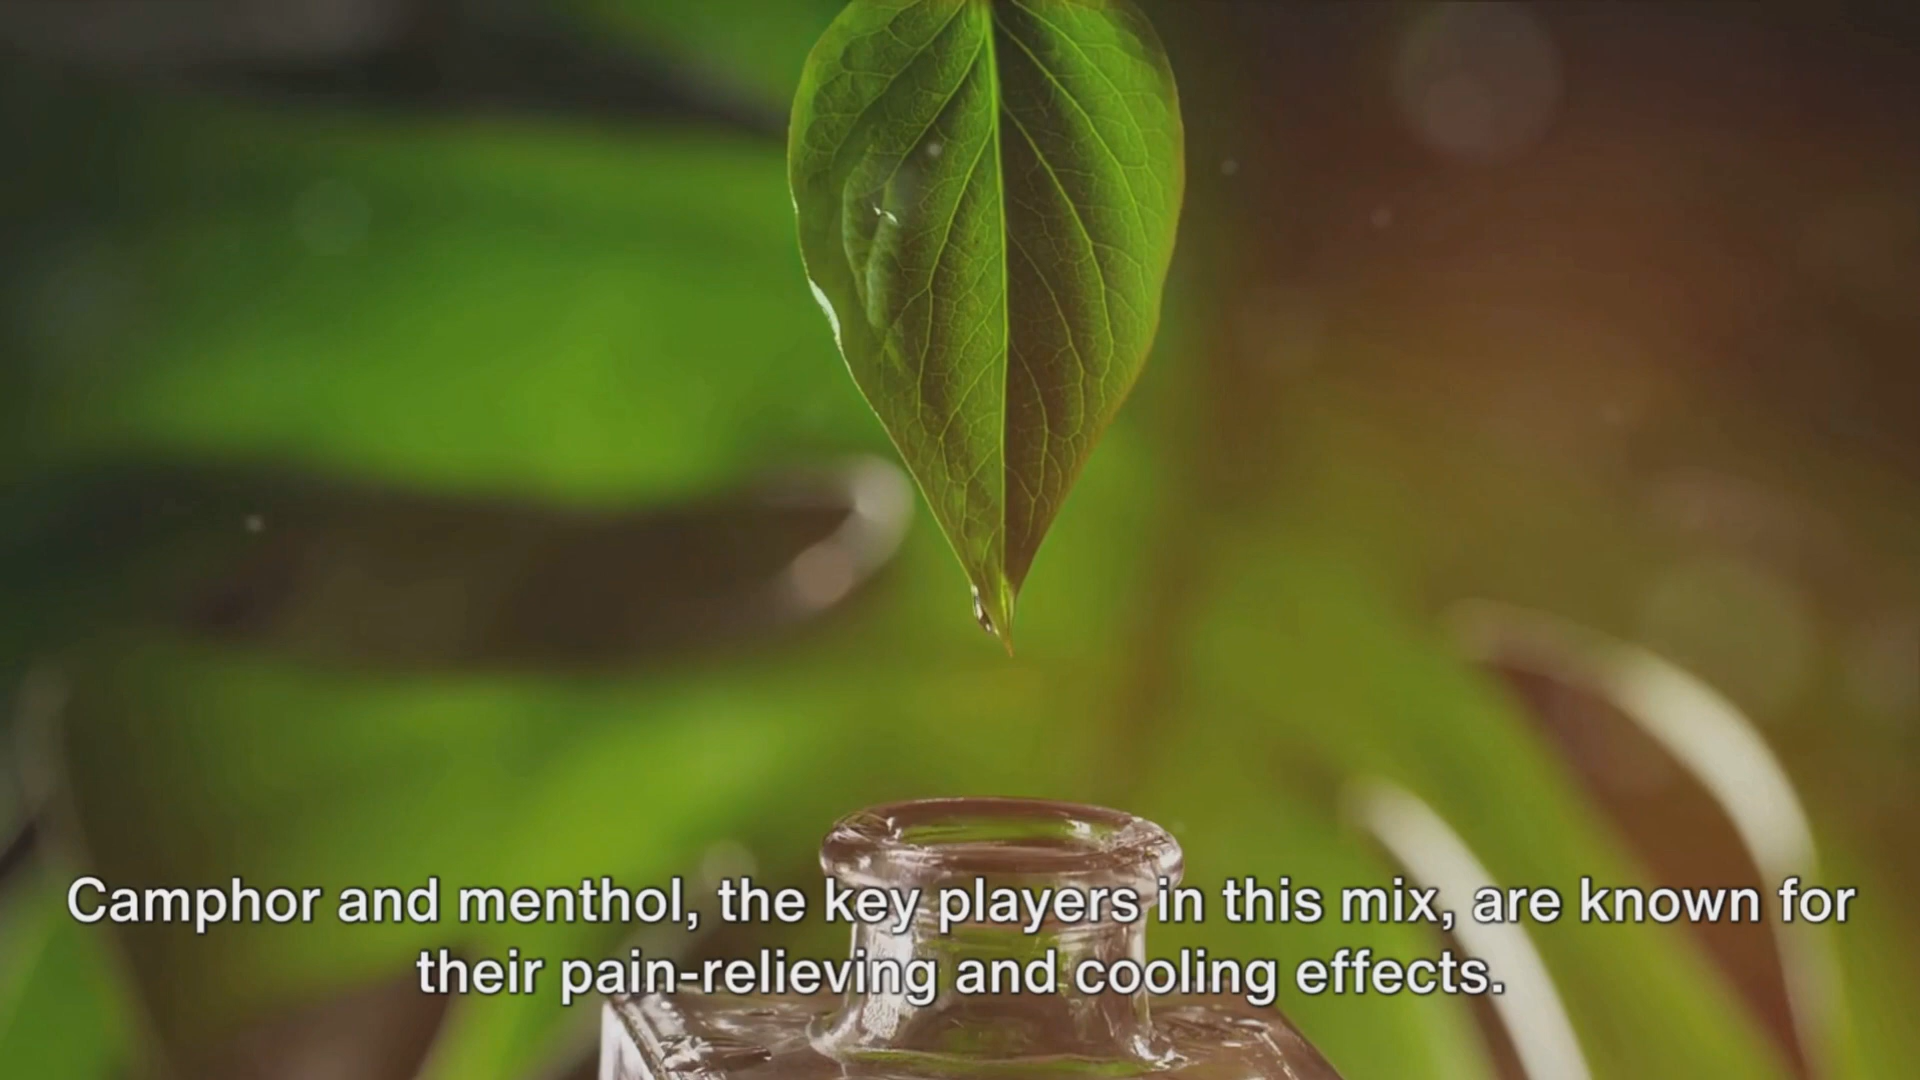 Camphor and menthol, the key players in this mix, are known for
their pain-relieving and cooling effects.